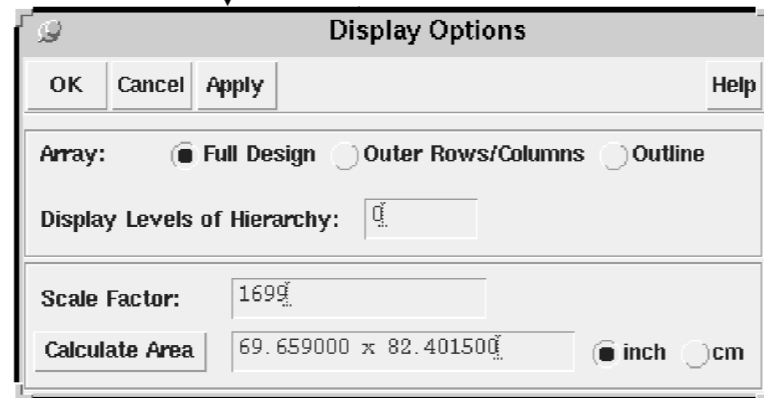 Display Options
OK Cancel Apply Help
Array: Full Design Outer Rows/Columns Outline
Display Levels of Hierarchy: 0
Scale Factor: 1699
Calculate Area 69.659000 x 82.401500 inch cm